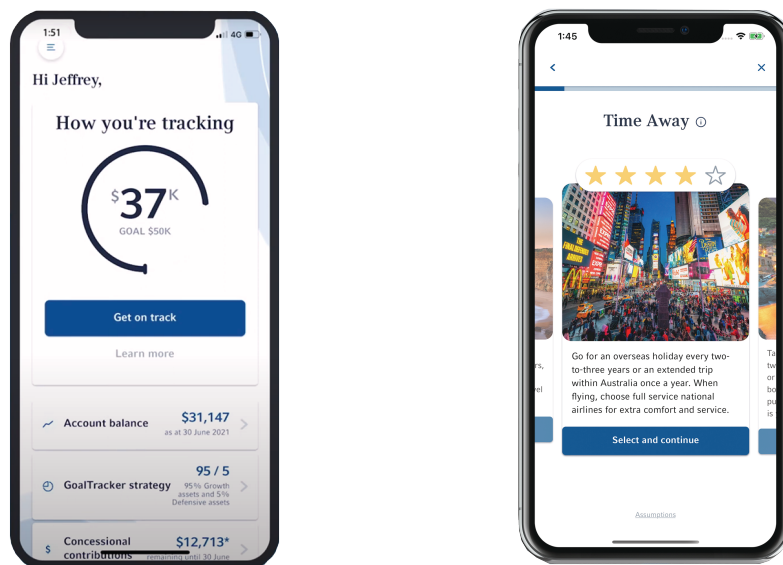 1:51
4G
Hi Jeffrey,
How you're tracking
$37K
GOAL $50K
Get on track
Learn more
Account balance
$31,147
as at 30 June 2021
GoalTracker strategy
95 / 5
95% Growth
assets and 5%
Defensive assets
Concessional
contributions
$12,713*
remaining until 30 June
1:45
Time Away
Go for an overseas holiday every two-
to-three years or an extended trip
within Australia once a year. When
flying, choose full service national
airlines for extra comfort and service.
Select and continue
Assumptions